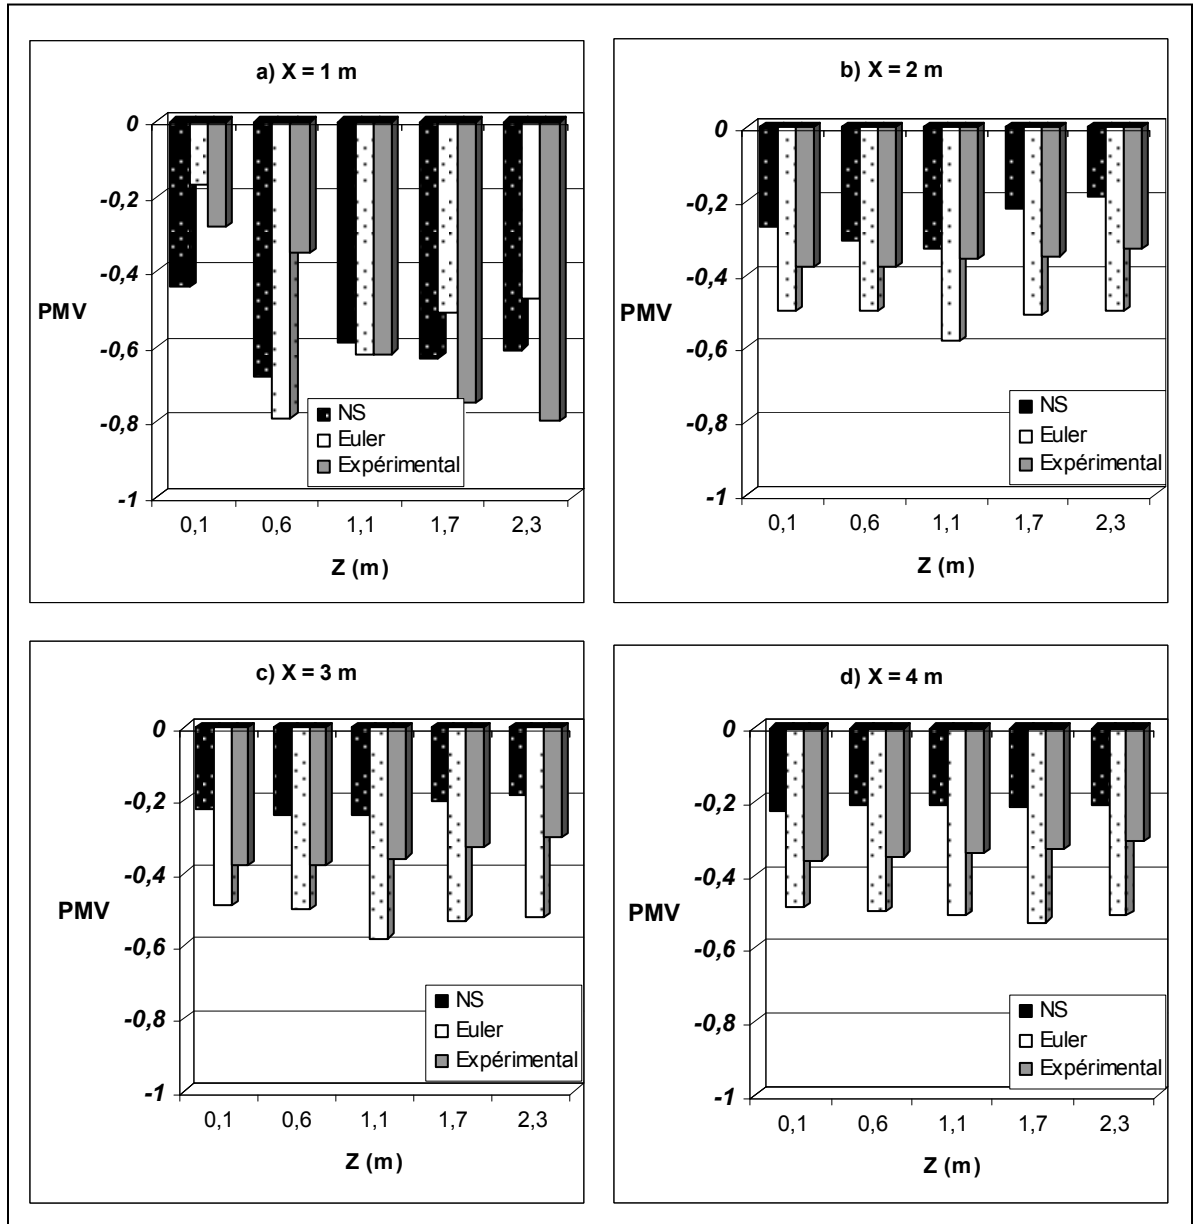 a) X = 1 m
0
-0,2
-0,4
PMV
-0,6
-0,8
-1
NS
Euler
Expérimental
0,1 0,6 1,1 1,7 2,3
Z (m)
b) X = 2 m
0
-0,2
-0,4
PMV
-0,6
-0,8
-1
NS
Euler
Expérimental
0,1 0,6 1,1 1,7 2,3
Z (m)
c) X = 3 m
0
-0,2
-0,4
PMV
-0,6
-0,8
-1
NS
Euler
Expérimental
0,1 0,6 1,1 1,7 2,3
Z (m)
d) X = 4 m
0
-0,2
-0,4
PMV
-0,6
-0,8
-1
NS
Euler
Expérimental
0,1 0,6 1,1 1,7 2,3
Z (m)